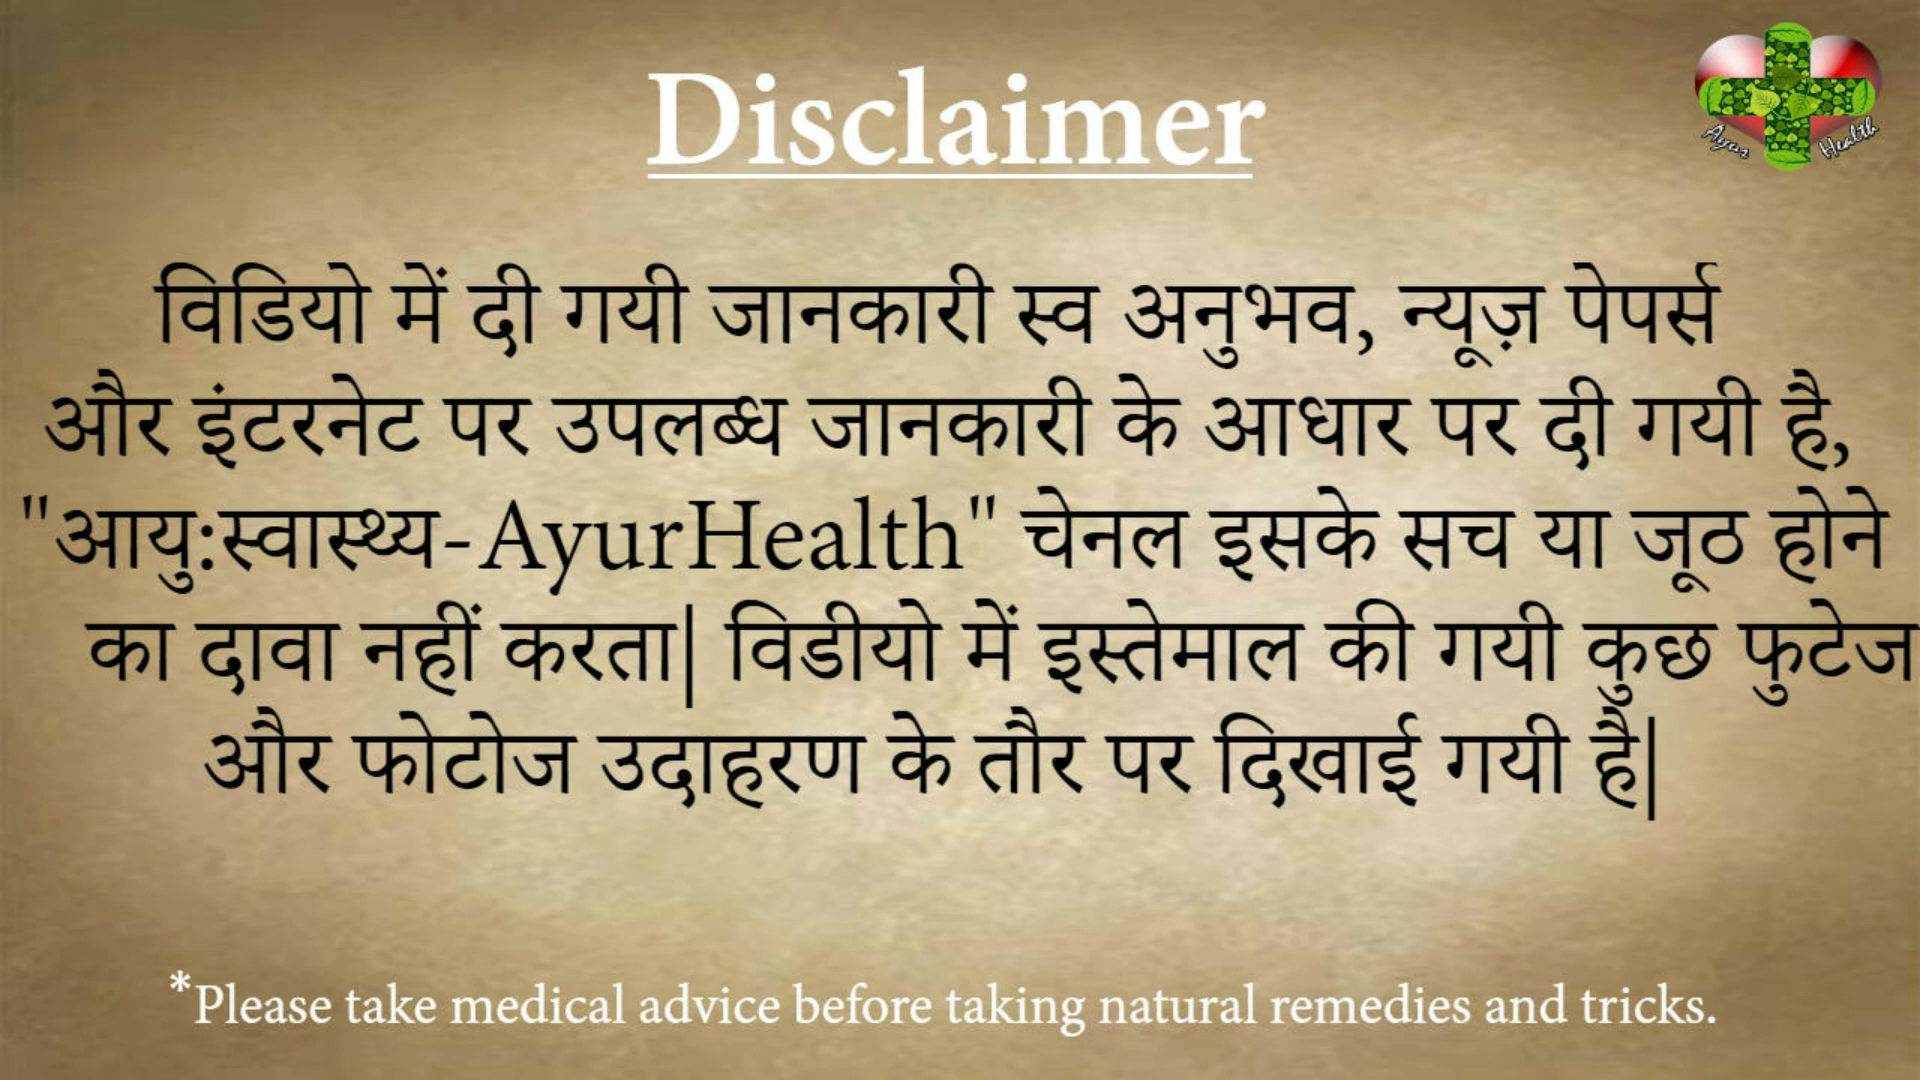 Disclaimer
Ayur Health
विडियो में दी गयी जानकारी स्व अनुभव, न्यूज़ पेपर्स
और इंटरनेट पर उपलब्ध जानकारी के आधार पर दी गयी है,
"आयु:स्वास्थ्य-AyurHealth" चेनल इसके सच या जूठ होने
का दावा नहीं करता| विडीयो में इस्तेमाल की गयी कुछ फुटेज
और फोटोज उदाहरण के तौर पर दिखाई गयी है|
*Please take medical advice before taking natural remedies and tricks.